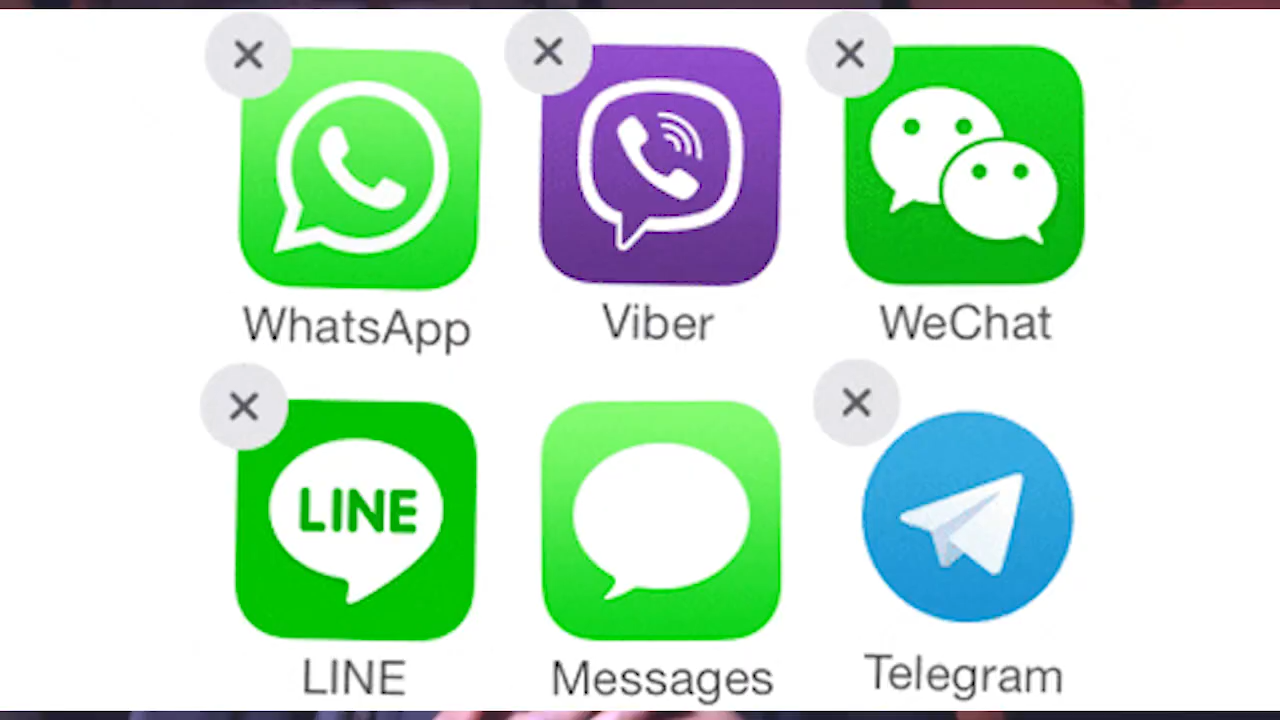 WhatsApp
Viber
WeChat
LINE
LINE
Messages
Telegram